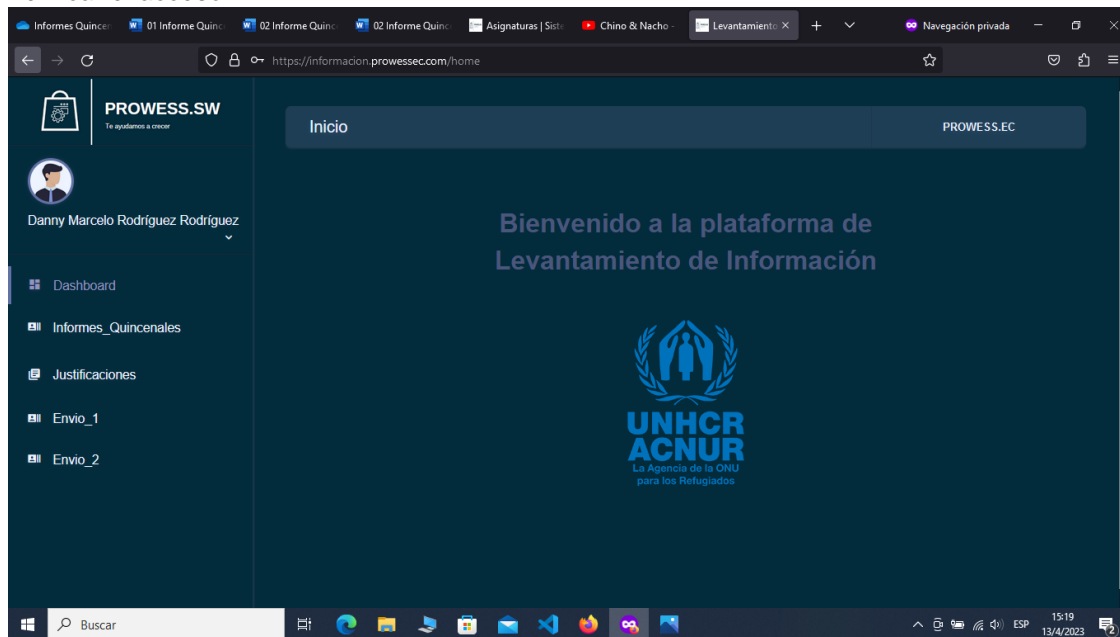 Informes Quincen
01 Informe Quinc
02 Informe Quinc
02 Informe Quinc
Asignaturas | Siste
Chino & Nacho -
Levantamiento
Navegación privada
https://informacion.prowessec.com/home
PROWESS.SW
Te ayudamos a crecer
Inicio
PROWESS.EC
Danny Marcelo Rodríguez Rodríguez
Bienvenido a la plataforma de
Levantamiento de Información
Dashboard
Informes_Quincenales
Justificaciones
Envio_1
Envio_2
UNHCR
ACNUR
La Agencia de la ONU
para los Refugiados
Buscar
ESP
15:19
13/4/2023
2